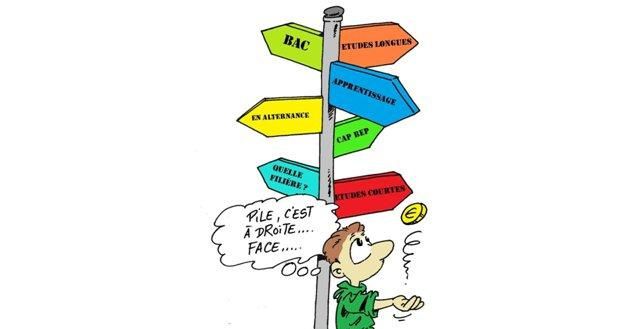 BAC
ETUDES LONGUES
APPRENTISSAGE
EN ALTERNANCE
CAP BEP
QUELLE
FILIÈRE ?
ETUDES COURTES
PILE, C'EST
À DROITE....
FACE,....
€